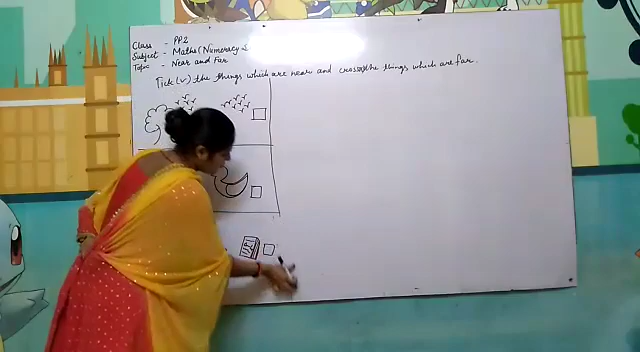 Class - PP2
Subject - Maths (Numeracy
Topic - Near and Far
Tick (✓) the things which are near and cross the things which are far.